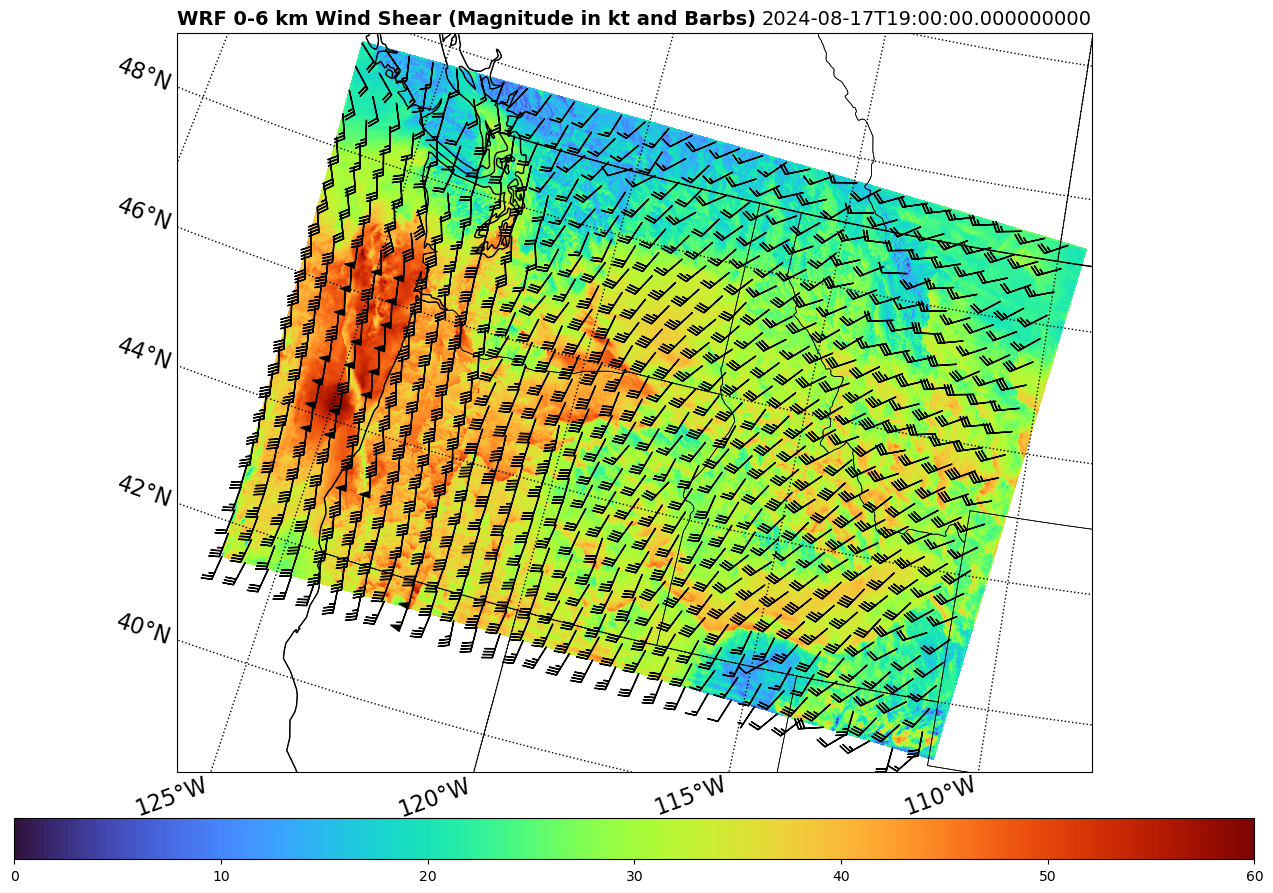 WRF 0-6 km Wind Shear (Magnitude in kt and Barbs) 2024-08-17T19:00:00.000000000
48°N
46°N
44°N
42°N
40°N
125°W 120°W 115°W 110°W
0 10 20 30 40 50 60